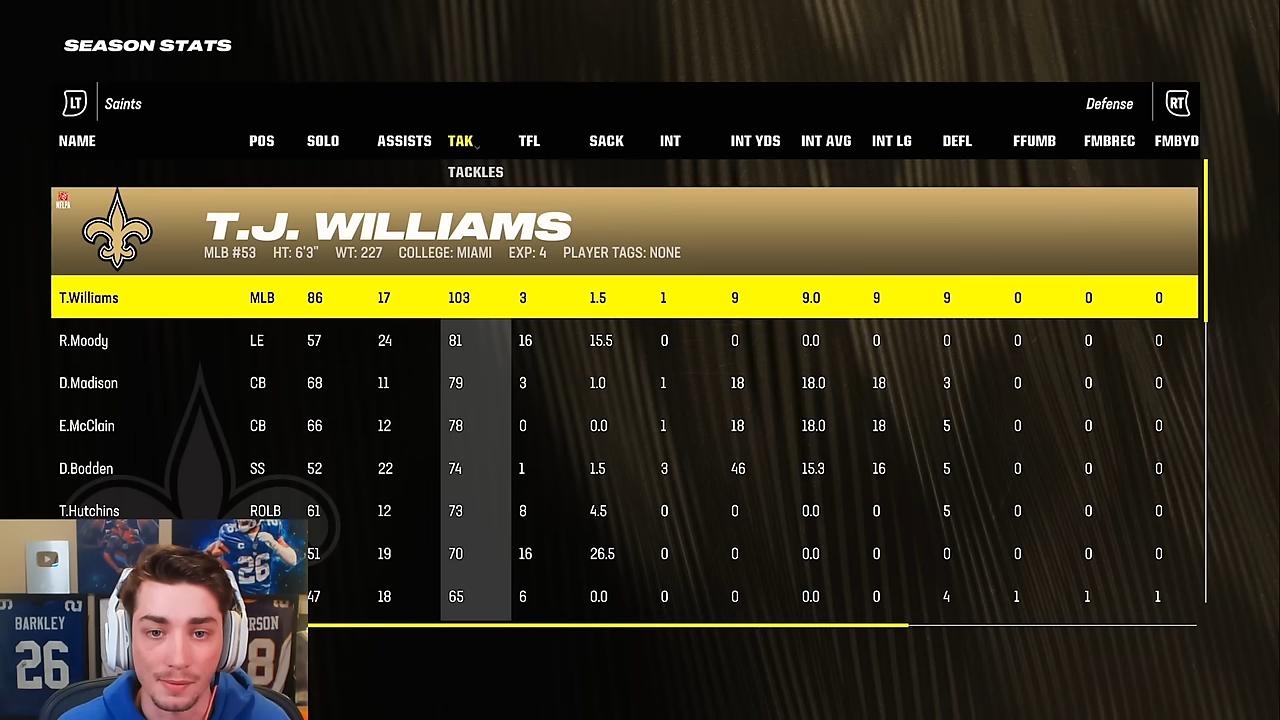 SEASON STATS
LT Saints Defense RT
NAME POS SOLO ASSISTS TAK TFL SACK INT INT YDS INT AVG INT LG DEFL FFUMB FMBREC FMBYD
TACKLES
NFLPA
T.J. WILLIAMS
MLB #53 HT: 6'3" WT: 227 COLLEGE: MIAMI EXP: 4 PLAYER TAGS: NONE
T.Williams MLB 86 17 103 3 1.5 1 9 9.0 9 9 0 0 0
R.Moody LE 57 24 81 16 15.5 0 0 0.0 0 0 0 0 0
D.Madison CB 68 11 79 3 1.0 1 18 18.0 18 3 0 0 0
E.McClain CB 66 12 78 0 0.0 1 18 18.0 18 5 0 0 0
D.Bodden SS 52 22 74 1 1.5 3 46 15.3 16 5 0 0 0
T.Hutchins ROLB 61 12 73 8 4.5 0 0 0.0 0 5 0 0 0
51 19 70 16 26.5 0 0 0.0 0 0 0 0 0
47 18 65 6 0.0 0 0 0.0 0 4 1 1 1
26
BARKLEY
26
RSON
8